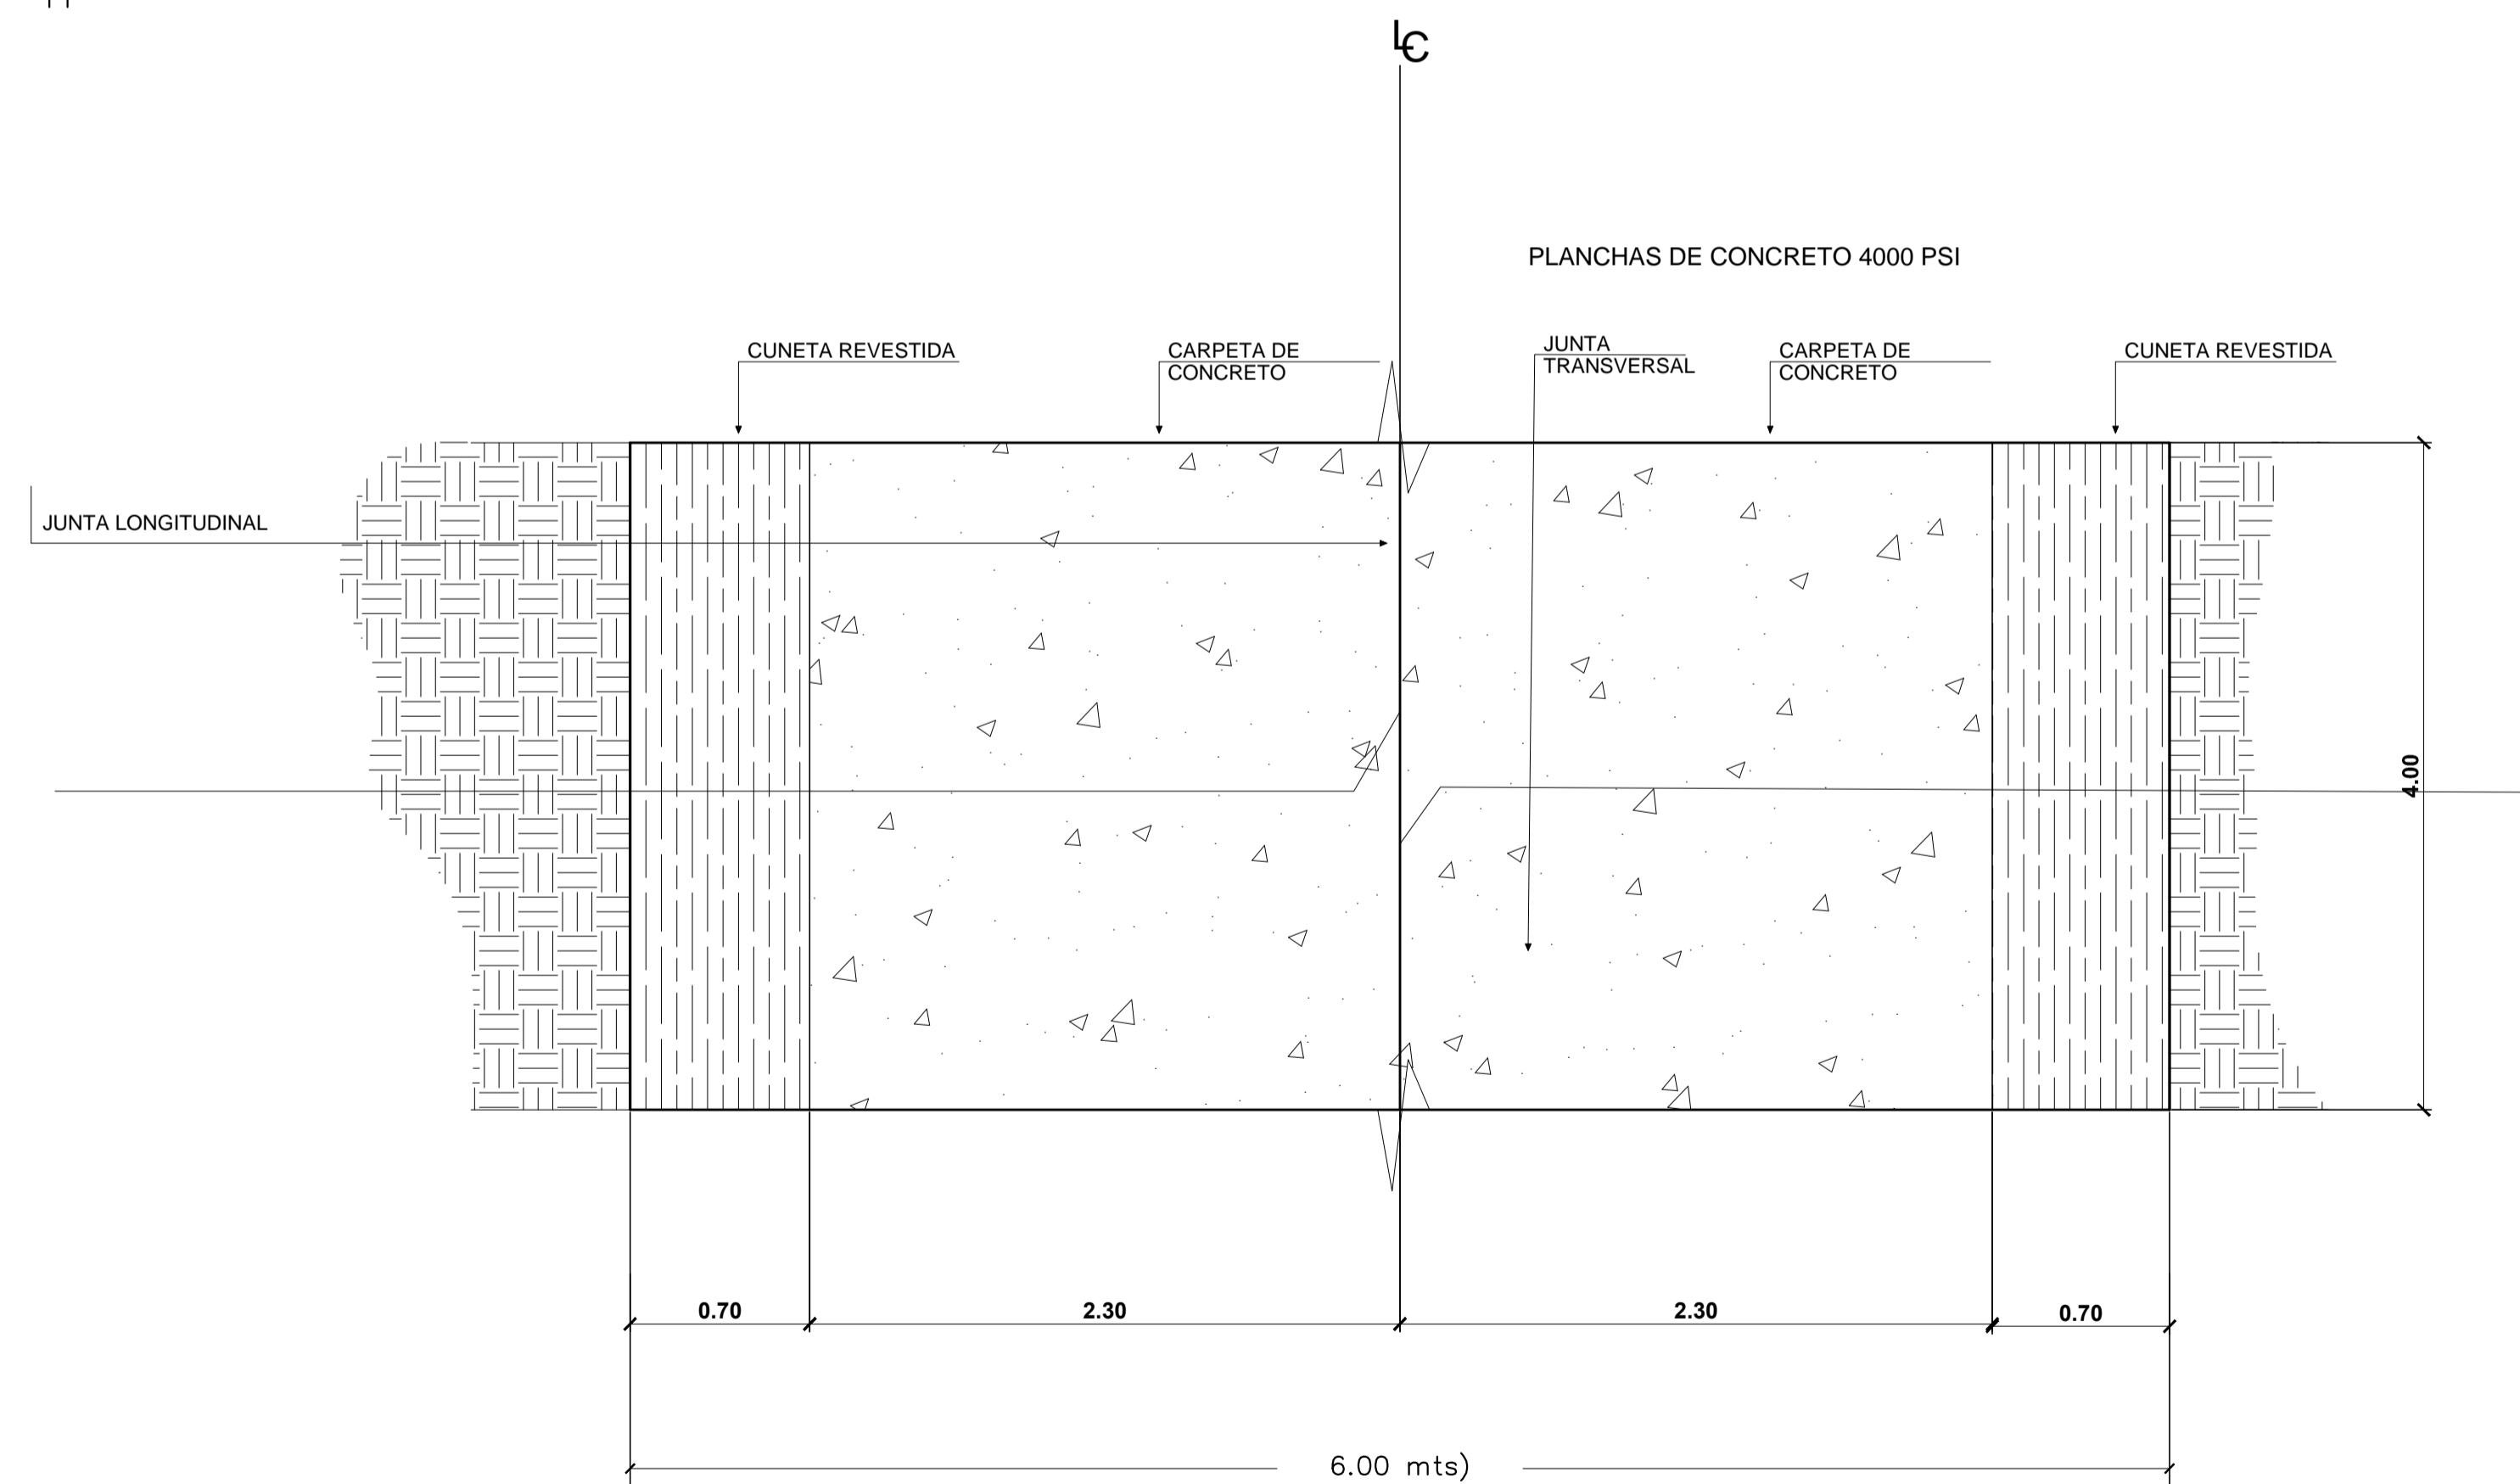 LC
PLANCHAS DE CONCRETO 4000 PSI
CUNETA REVESTIDA
CARPETA DE
CONCRETO
JUNTA
TRANSVERSAL
CARPETA DE
CONCRETO
CUNETA REVESTIDA
JUNTA LONGITUDINAL
4.00
0.70
2.30
2.30
0.70
6.00 mts)